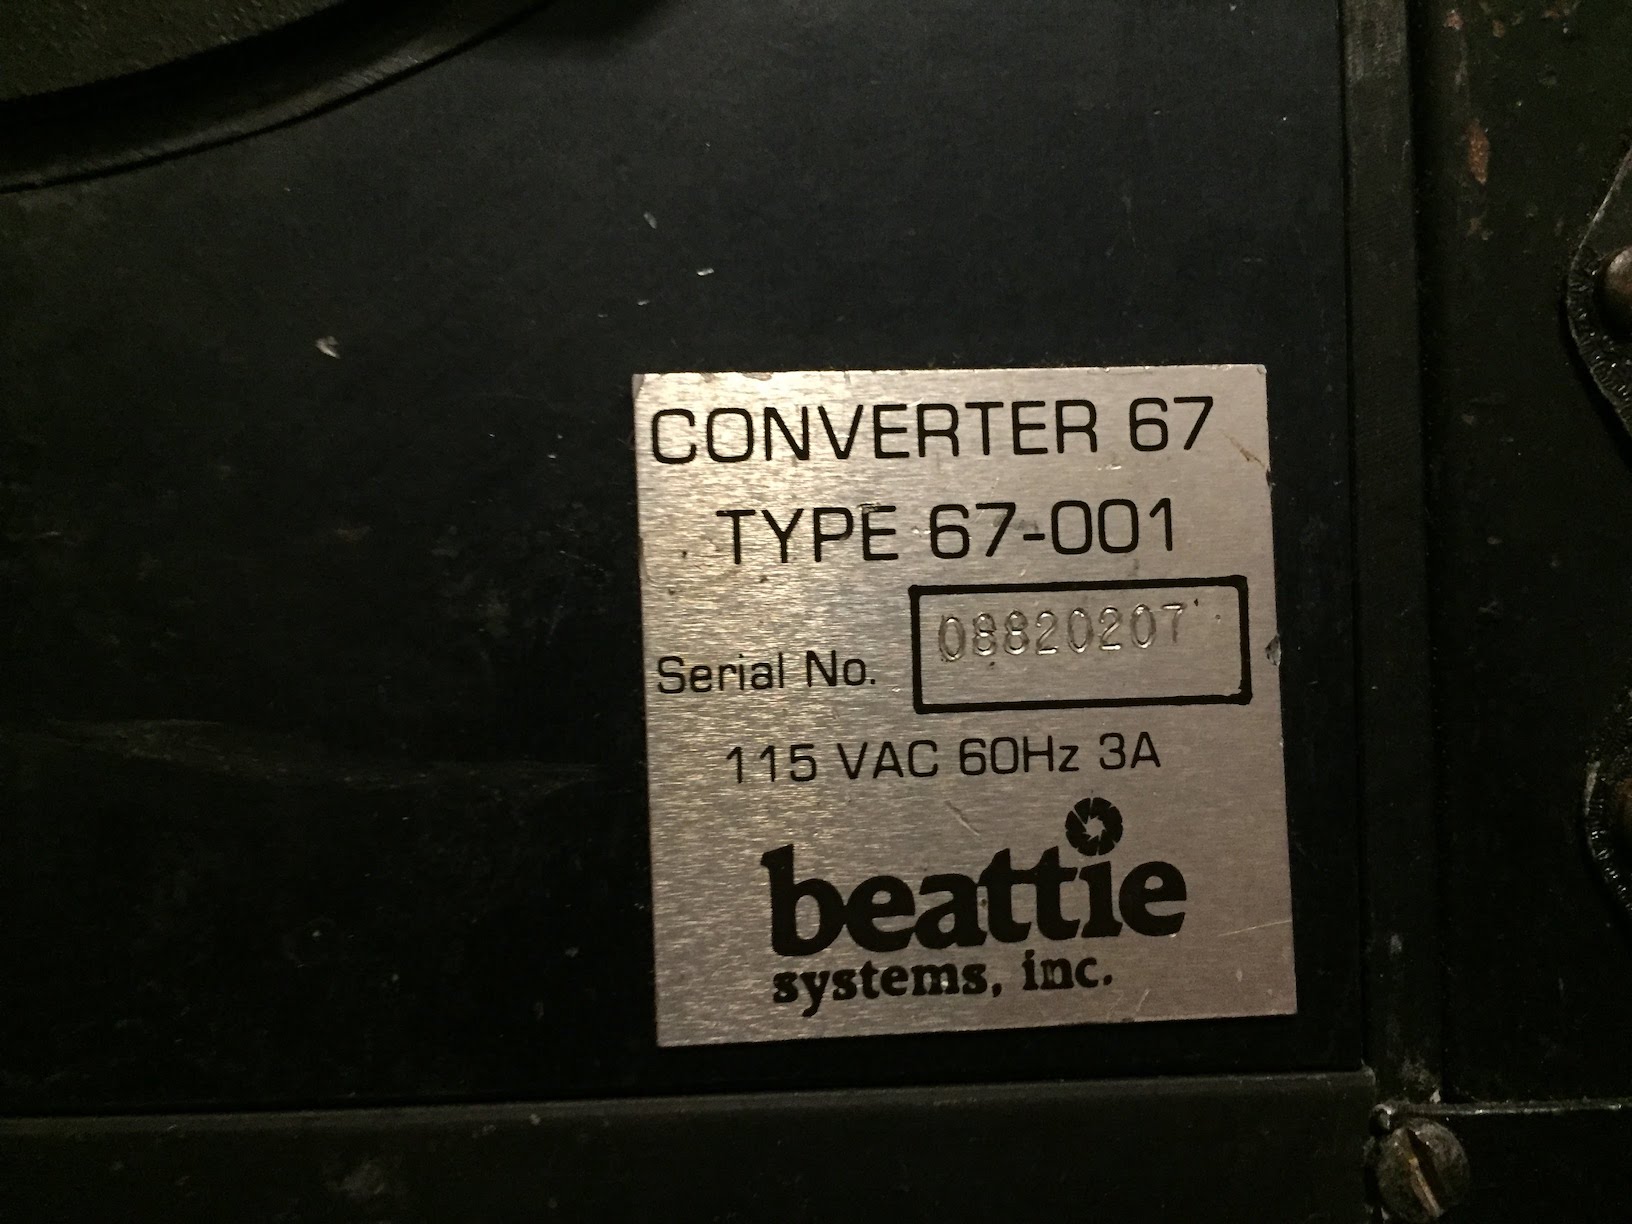 CONVERTER 67
TYPE 67-001
08820207
Serial No.
115 VAC 60Hz 3A
beattie
systems, inc.